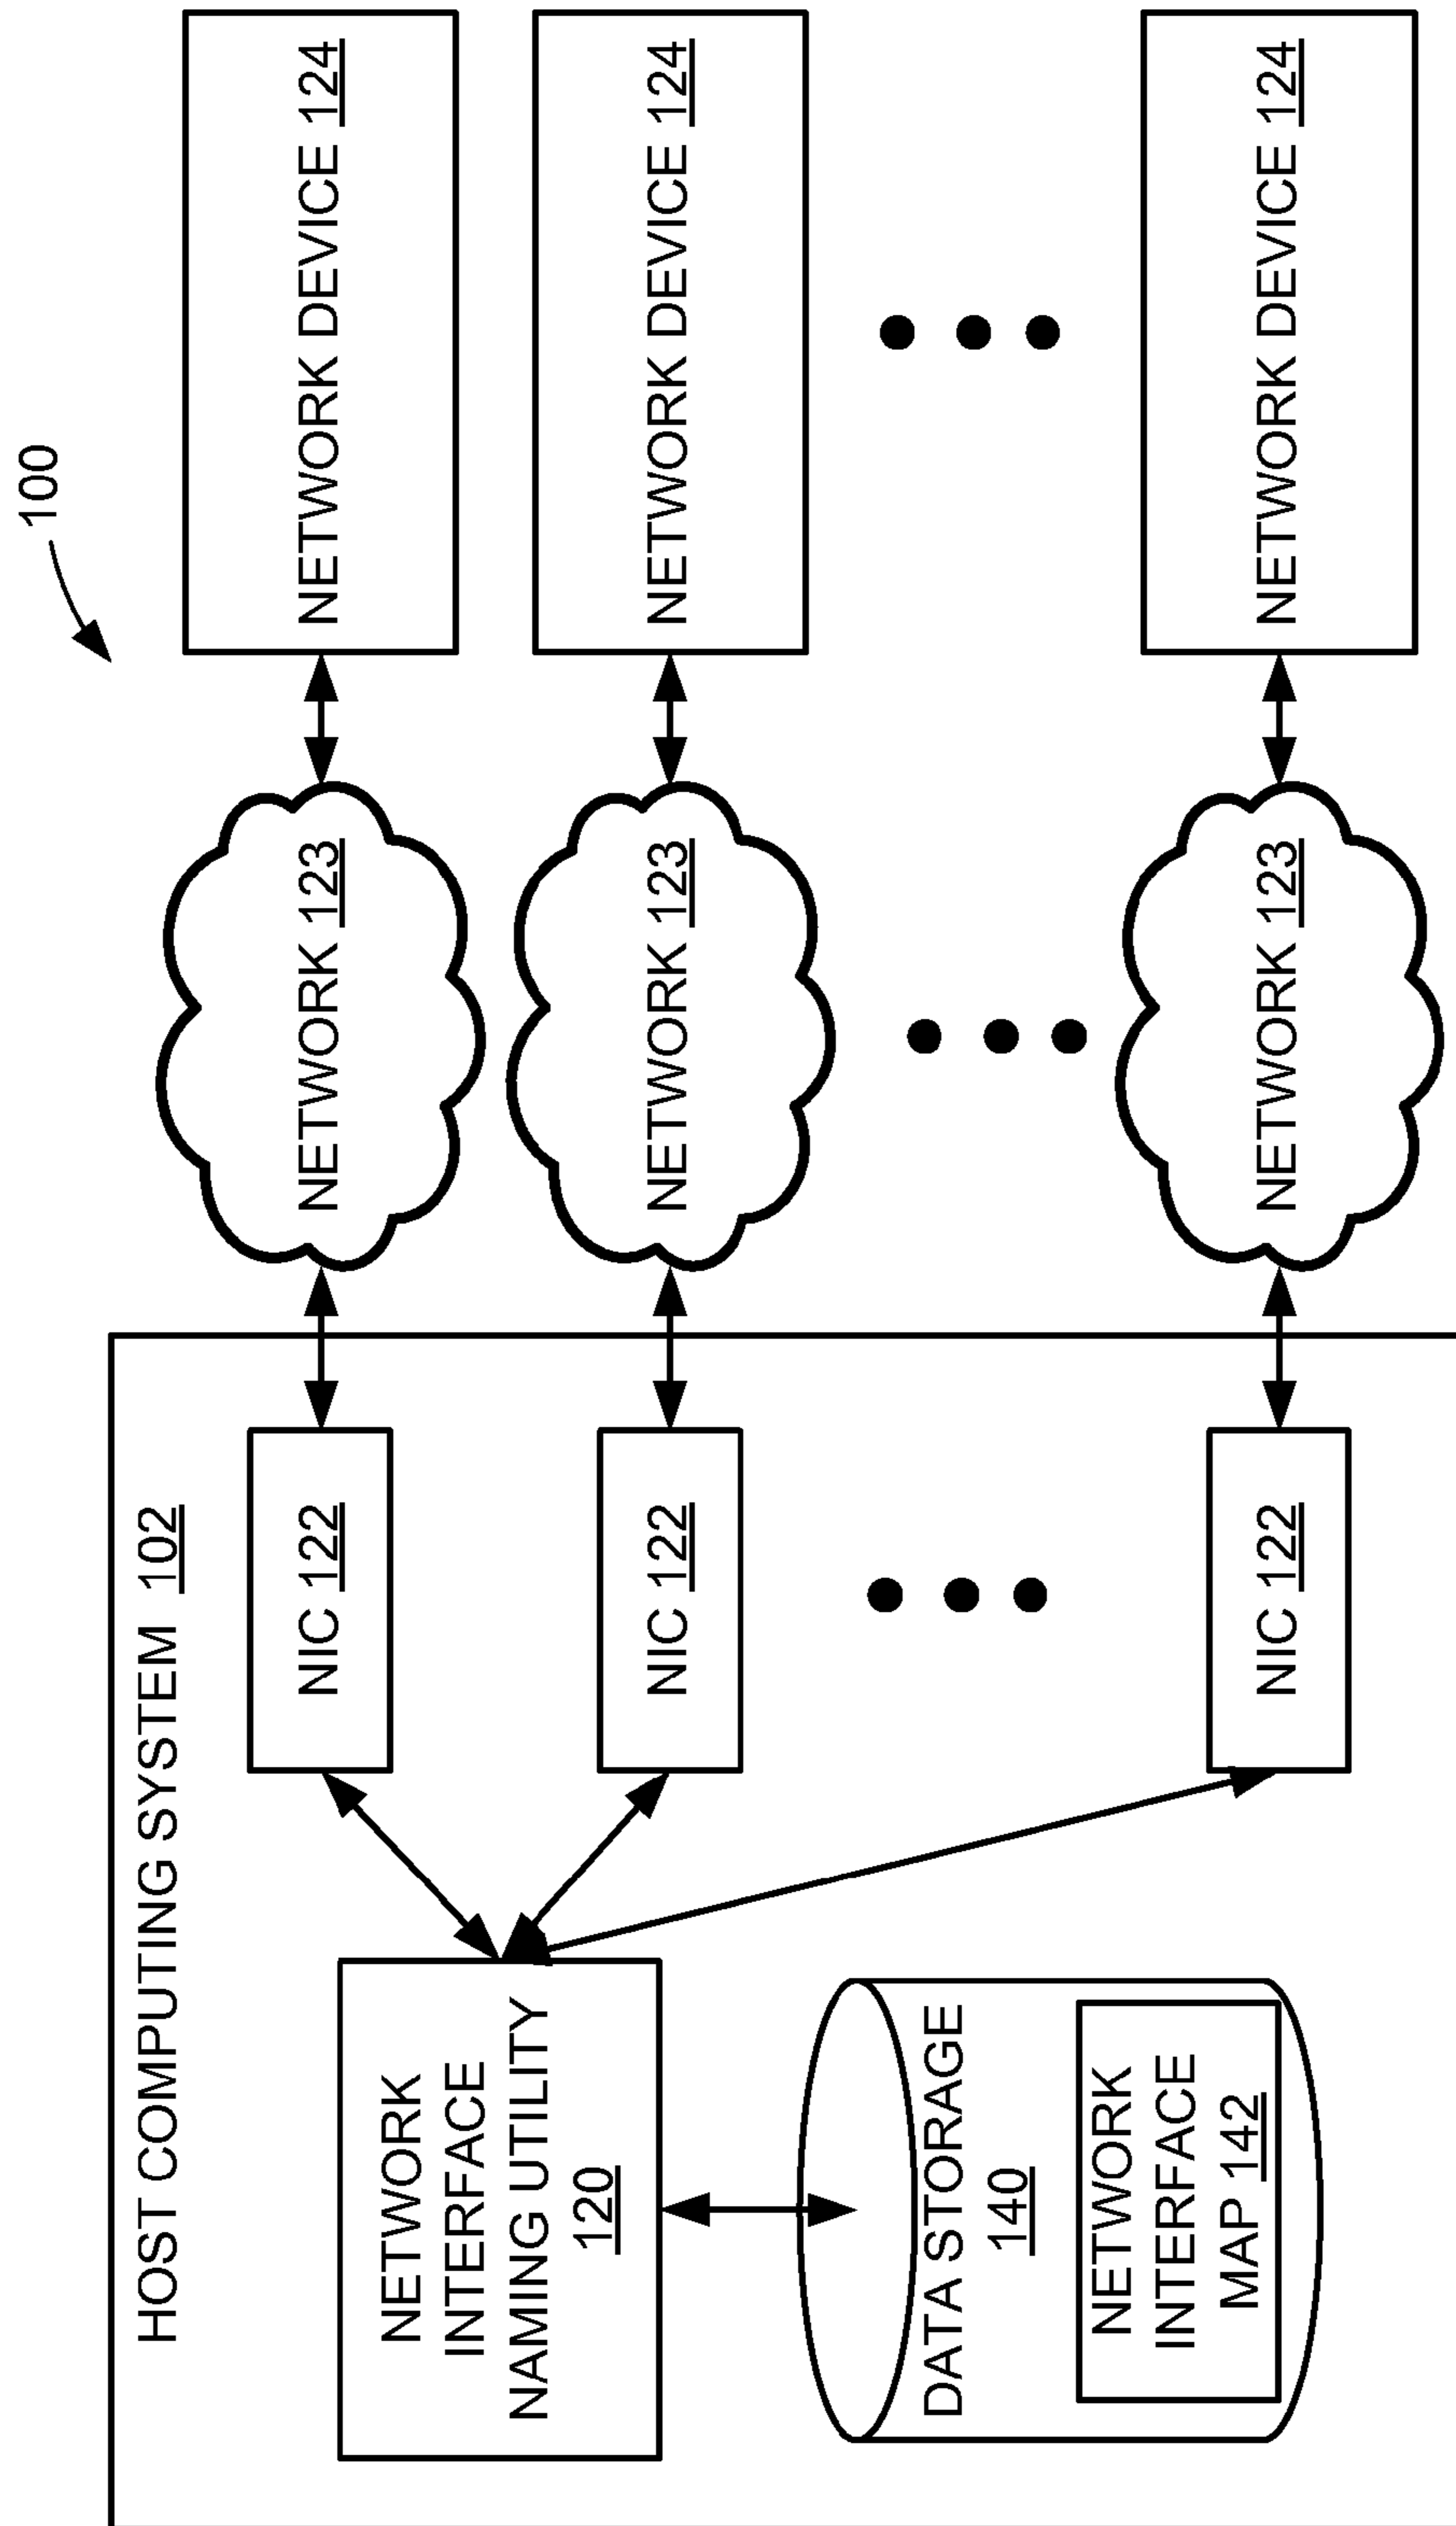 100
HOST COMPUTING SYSTEM 102
NETWORK
INTERFACE
NAMING UTILITY
120
DATA STORAGE
140
NETWORK
INTERFACE
MAP 142
NIC 122
NETWORK 123
NETWORK DEVICE 124
NIC 122
NETWORK 123
NETWORK DEVICE 124
NIC 122
NETWORK 123
NETWORK DEVICE 124